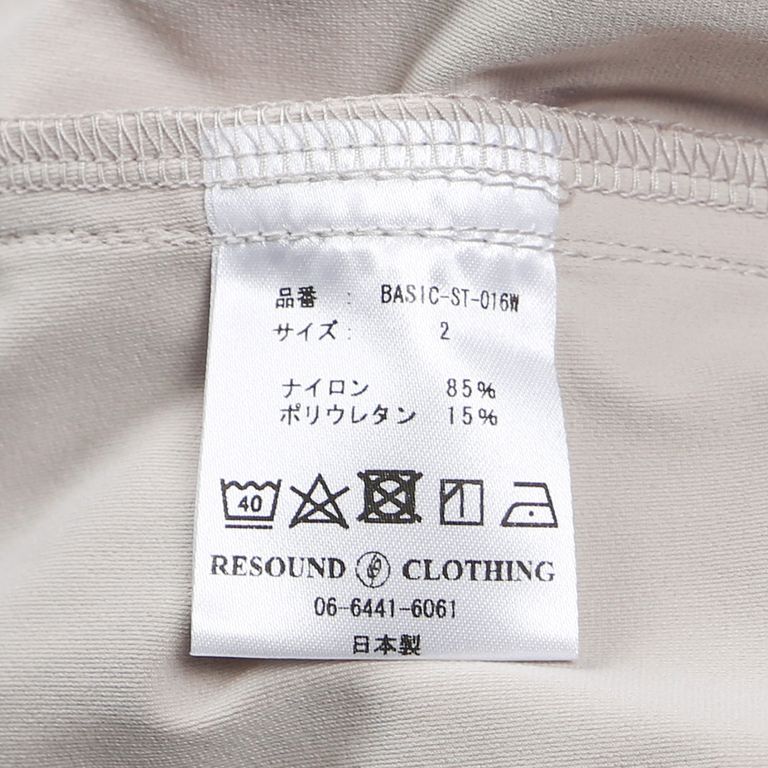 品番 : BASIC-ST-016W
サイズ: 2
ナイロン 85%
ポリウレタン 15%
40
RESOUND CLOTHING
06-6441-6061
日本製